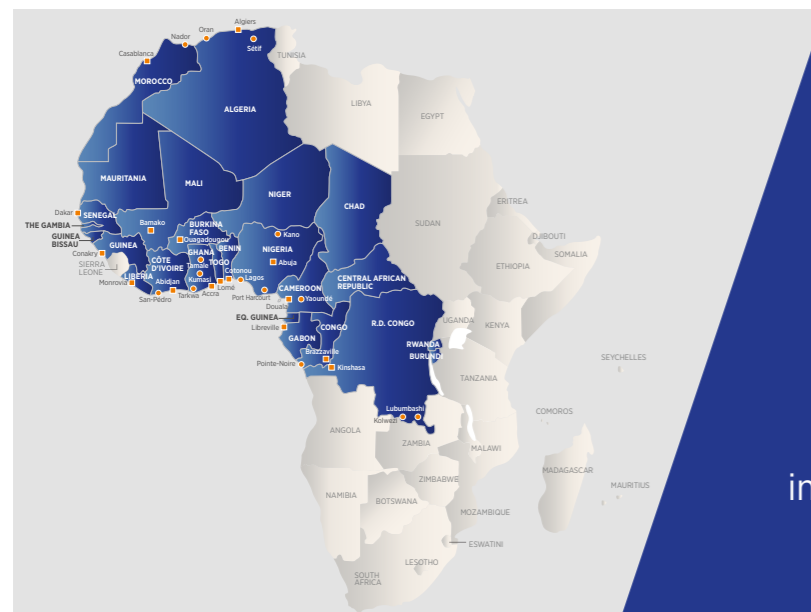 Algiers
Oran
Nador
Sétif
Casablanca
TUNISIA
MOROCCO
LIBYA
EGYPT
ALGERIA
MAURITANIA
MALI
NIGER
CHAD
SUDAN
ERITREA
Dakar
SENEGAL
THE GAMBIA
Bamako
BURKINA
FASO
Ouagadougou
Kano
DJIBOUTI
GUINEA
BISSAU
GUINEA
GHANA
BENIN
NIGERIA
SOMALIA
Conakry
CÔTE
D'IVOIRE
Tamale
TOGO
Abuja
ETHIOPIA
SIERRA
LEONE
LIBERIA
Abidjan
Kumasi
Cotonou
Lomé
Lagos
CENTRAL AFRICAN
REPUBLIC
Monrovia
San-Pédro
Tarkwa
Accra
Port Harcourt
CAMEROON
Yaoundé
Douala
EQ. GUINEA
Libreville
CONGO
R.D. CONGO
UGANDA
KENYA
GABON
RWANDA
BURUNDI
Brazzaville
Pointe-Noire
Kinshasa
TANZANIA
SEYCHELLES
Lubumbashi
Kolwezi
COMOROS
ANGOLA
ZAMBIA
MALAWI
MADAGASCAR
ZIMBABWE
MAURITIUS
NAMIBIA
BOTSWANA
MOZAMBIQUE
in
ESWATINI
LESOTHO
SOUTH
AFRICA